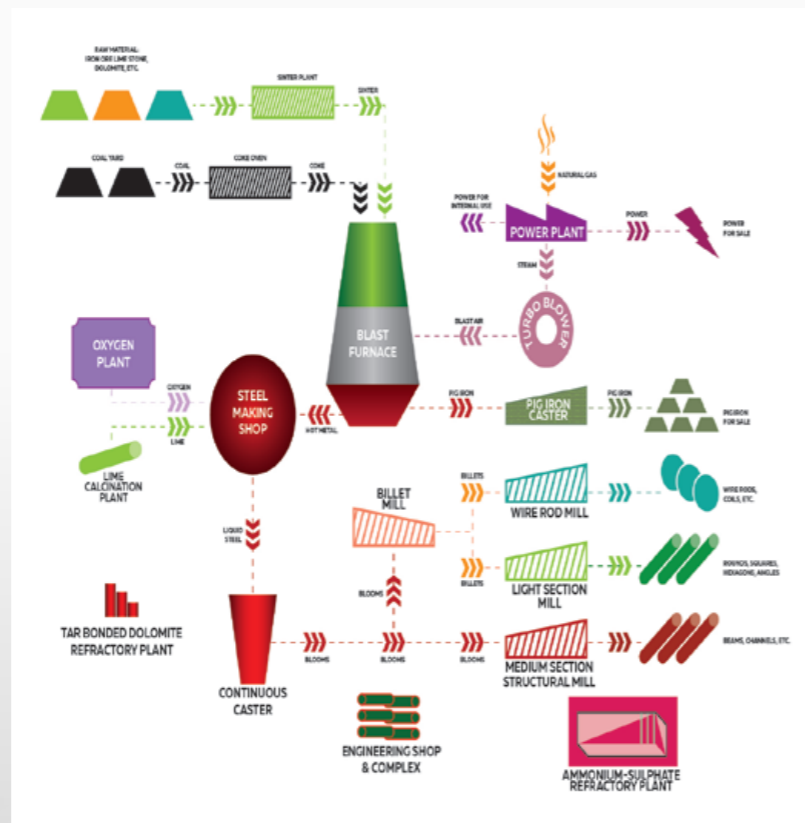 RAW MATERIAL:
IRON ORE LIME STONE,
DOLOMITE, ETC.
SINTER PLANT
SINTER
COAL YARD
COAL
COKE OVEN
COKE
NATURAL GAS
POWER FOR
INTERNAL USE
POWER PLANT
POWER
POWER
FOR SALE
STEAM
TURBO BLOWER
BLAST AIR
BLAST
FURNACE
OXYGEN
PLANT
OXYGEN
LIME
LIME
CALCINATION
PLANT
STEEL
MAKING
SHOP
HOT METAL
PIG IRON
PIG IRON
CASTER
PIG IRON
PIG IRON
FOR SALE
LIQUID
STEEL
BILLET
MILL
BILLETS
WIRE ROD MILL
WIRE RODS,
COILS, ETC.
BILLETS
LIGHT SECTION
MILL
ROUNDS, SQUARES,
HEXAGONS, ANGLES
BLOOMS
TAR BONDED DOLOMITE
REFRACTORY PLANT
CONTINUOUS
CASTER
BLOOMS
BLOOMS
BLOOMS
MEDIUM SECTION
STRUCTURAL MILL
BEAMS, CHANNELS, ETC.
ENGINEERING SHOP
& COMPLEX
AMMONIUM-SULPHATE
REFRACTORY PLANT